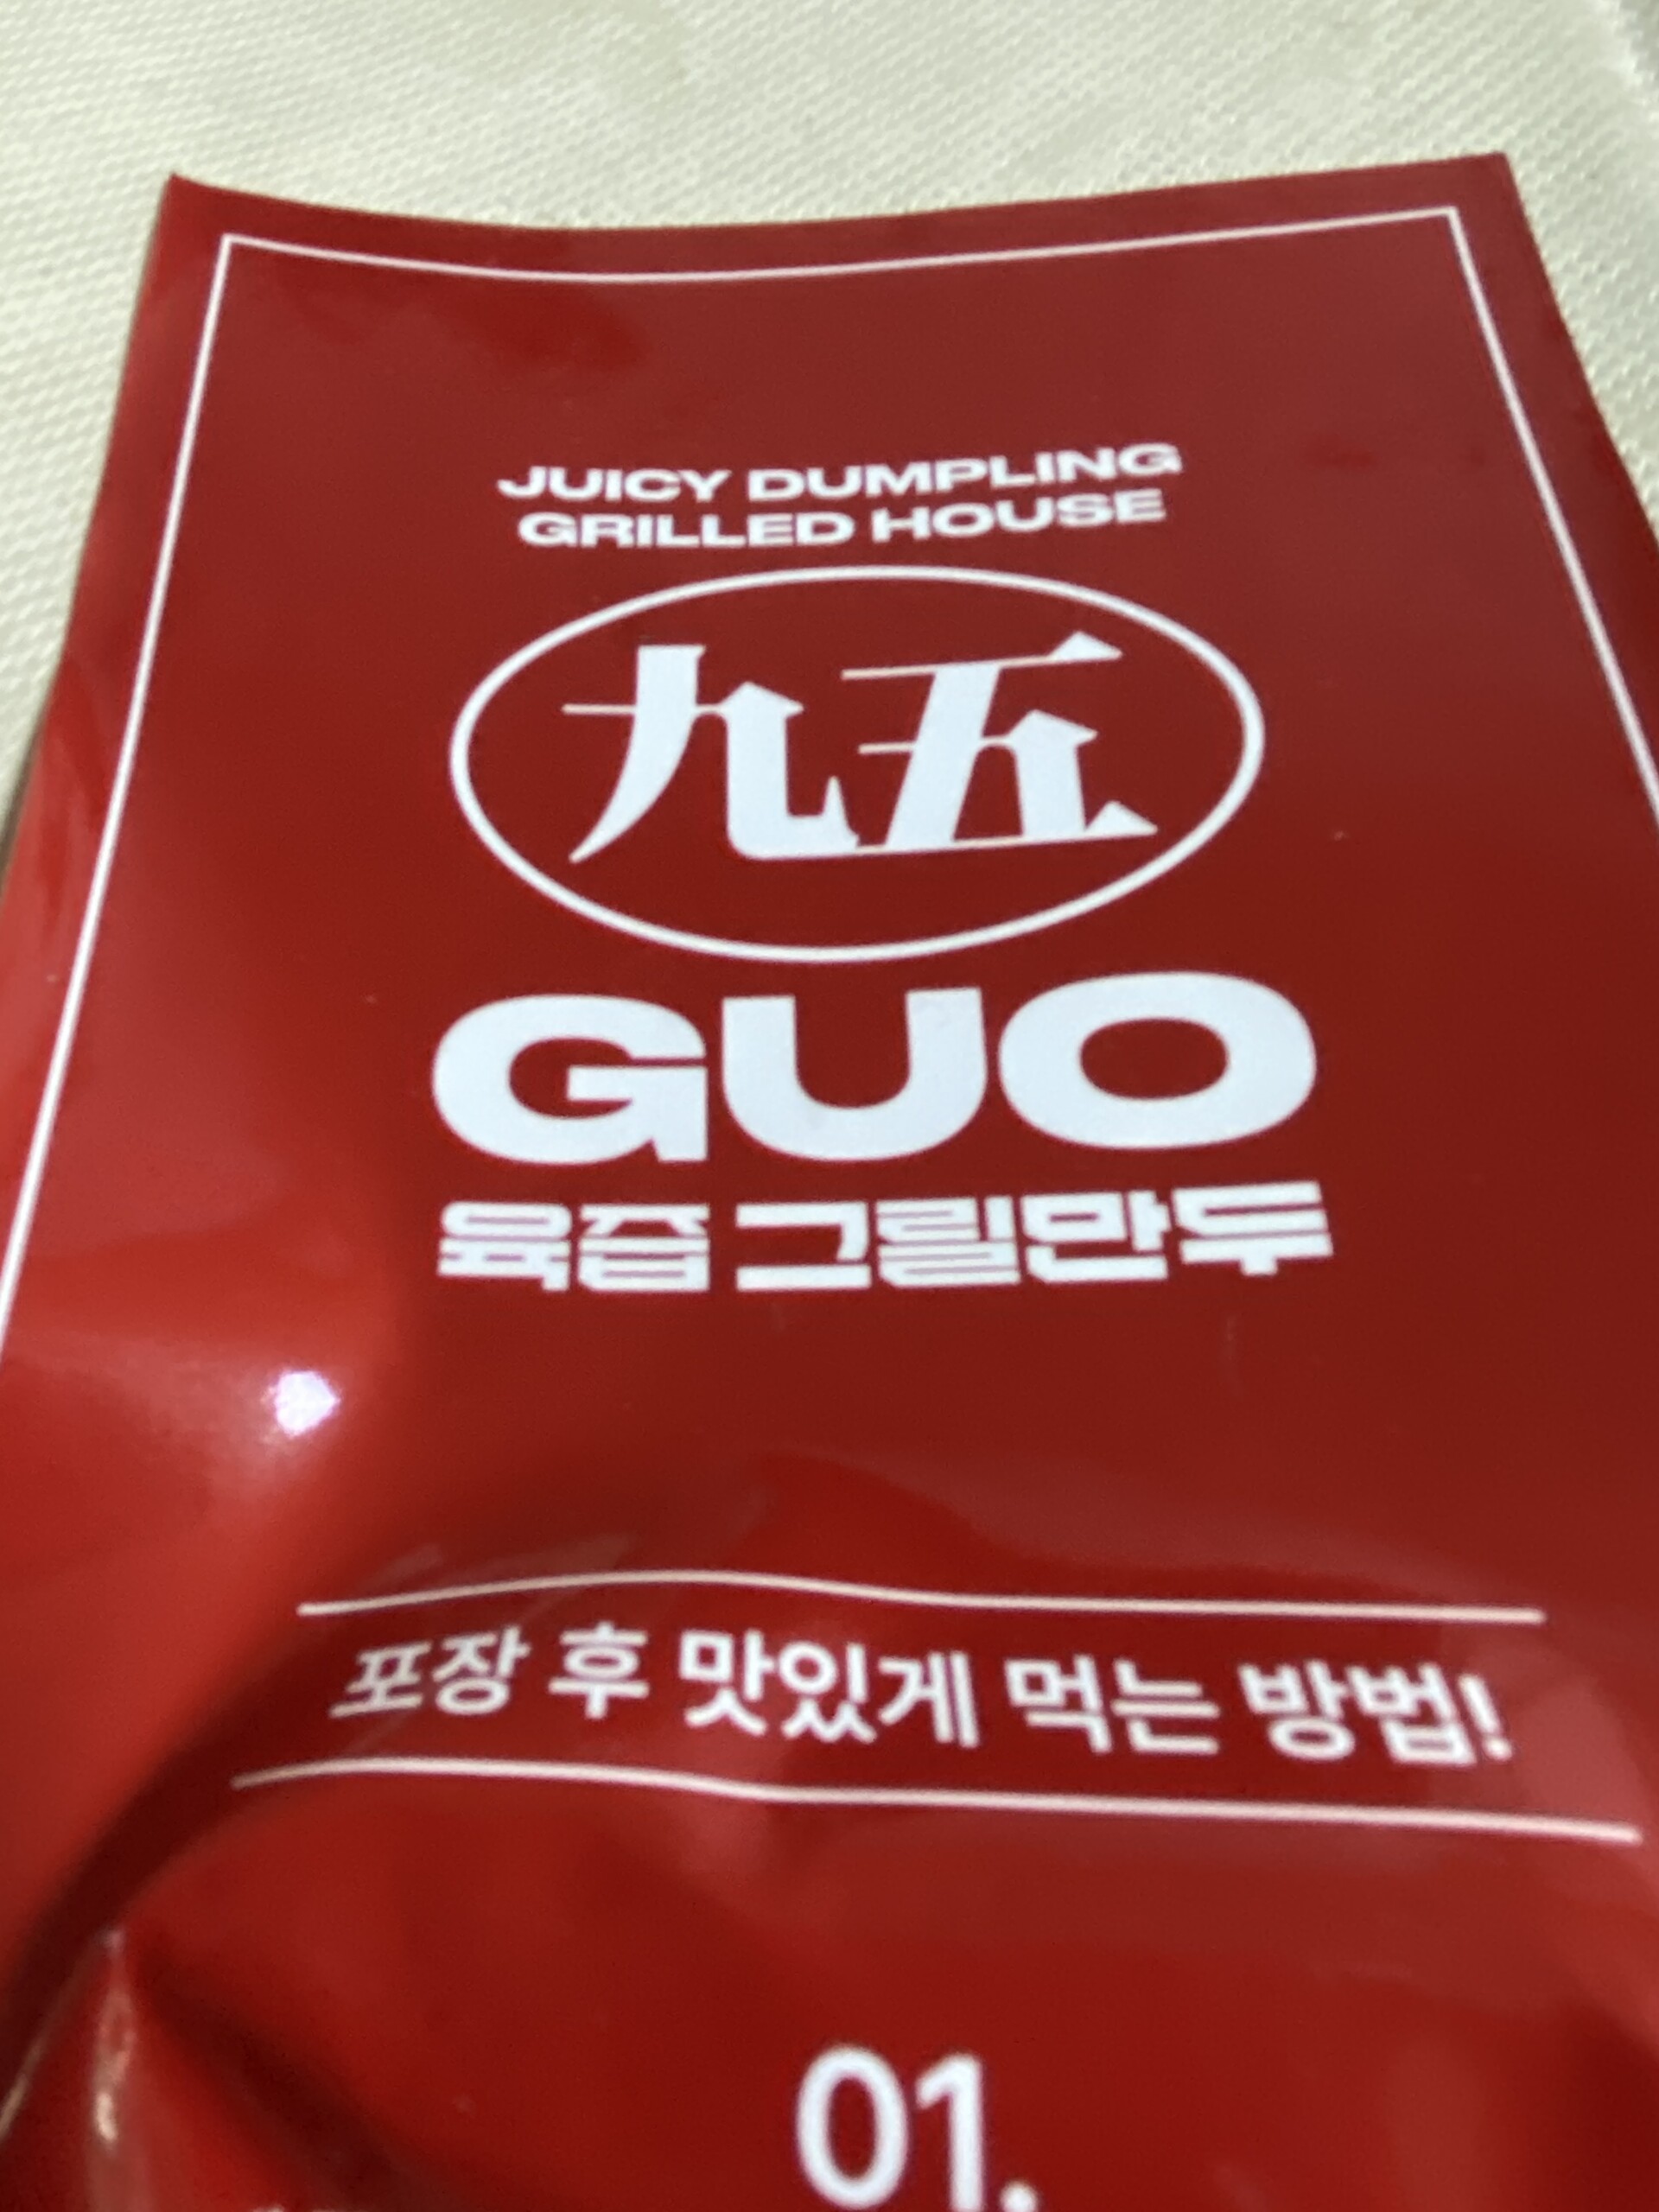 JUICY DUMPLING
GRILLED HOUSE
九五
GUO
육즙 그릴만두
포장 후 맛있게 먹는 방법!
01.